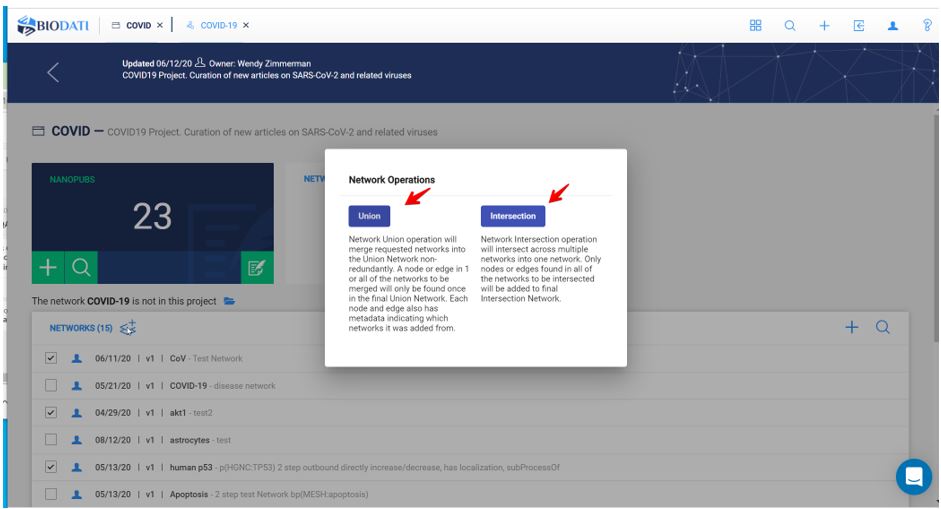 BIODATI
COVID ×
COVID-19 ×
Updated 06/12/20 Owner: Wendy Zimmerman
COVID19 Project. Curation of new articles on SARS-CoV-2 and related viruses
COVID — COVID19 Project. Curation of new articles on SARS-CoV-2 and related viruses
NANOPUBS
23
NETW
Network Operations
Union
Network Union operation will
merge requested networks into
the Union Network non-
redundantly. A node or edge in 1
or all of the networks to be
merged will only be found once
in the final Union Network. Each
node and edge also has
metadata indicating which
networks it was added from.
Intersection
Network Intersection operation
will intersect across multiple
networks into one network. Only
nodes or edges found in all of
the networks to be intersected
will be added to final
Intersection Network.
The network COVID-19 is not in this project
NETWORKS (15)
06/11/20 | v1 | CoV - Test Network
05/21/20 | v1 | COVID-19 - disease network
04/29/20 | v1 | akt1 - test2
08/12/20 | v1 | astrocytes - test
05/13/20 | v1 | human p53 - p(HGNC:TP53) 2 step outbound directly increase/decrease, has localization, subProcessOf
05/13/20 | v1 | Apoptosis - 2 step test Network bp(MESH:apoptosis)